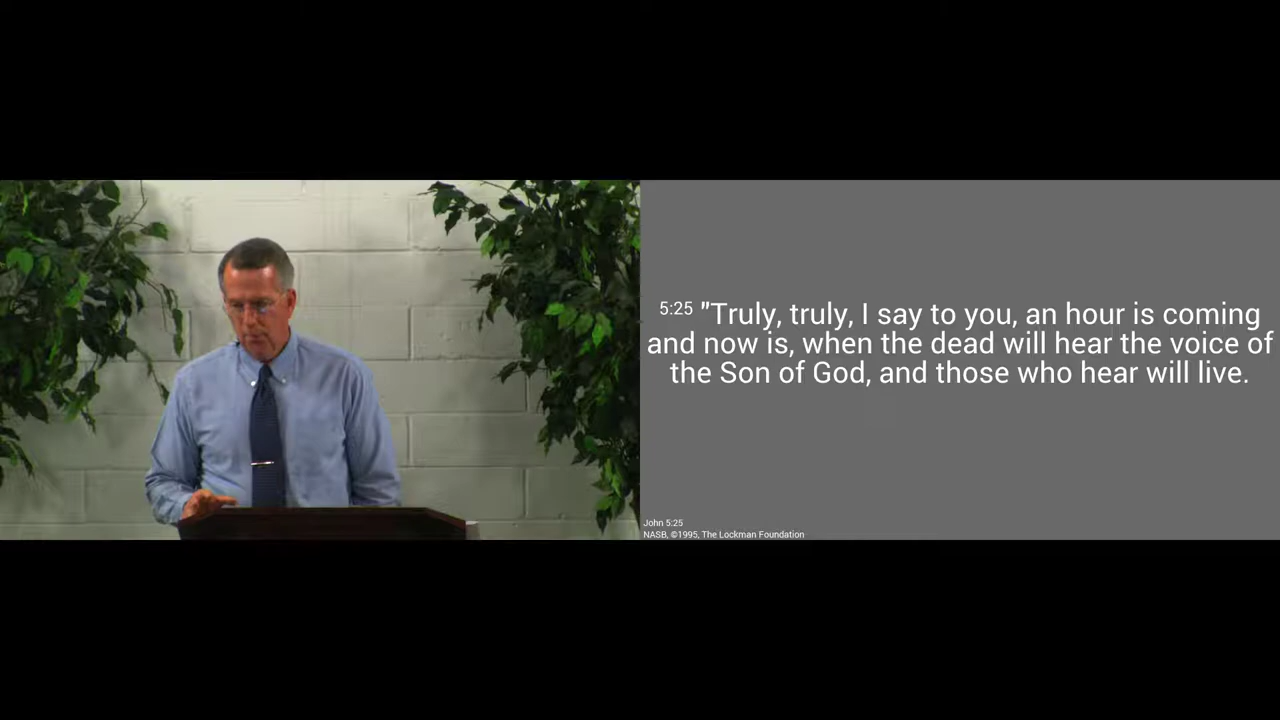 5:25 "Truly, truly, I say to you, an hour is coming
and now is, when the dead will hear the voice of
the Son of God, and those who hear will live.
John 5:25
NASB, ©1995, The Lockman Foundation